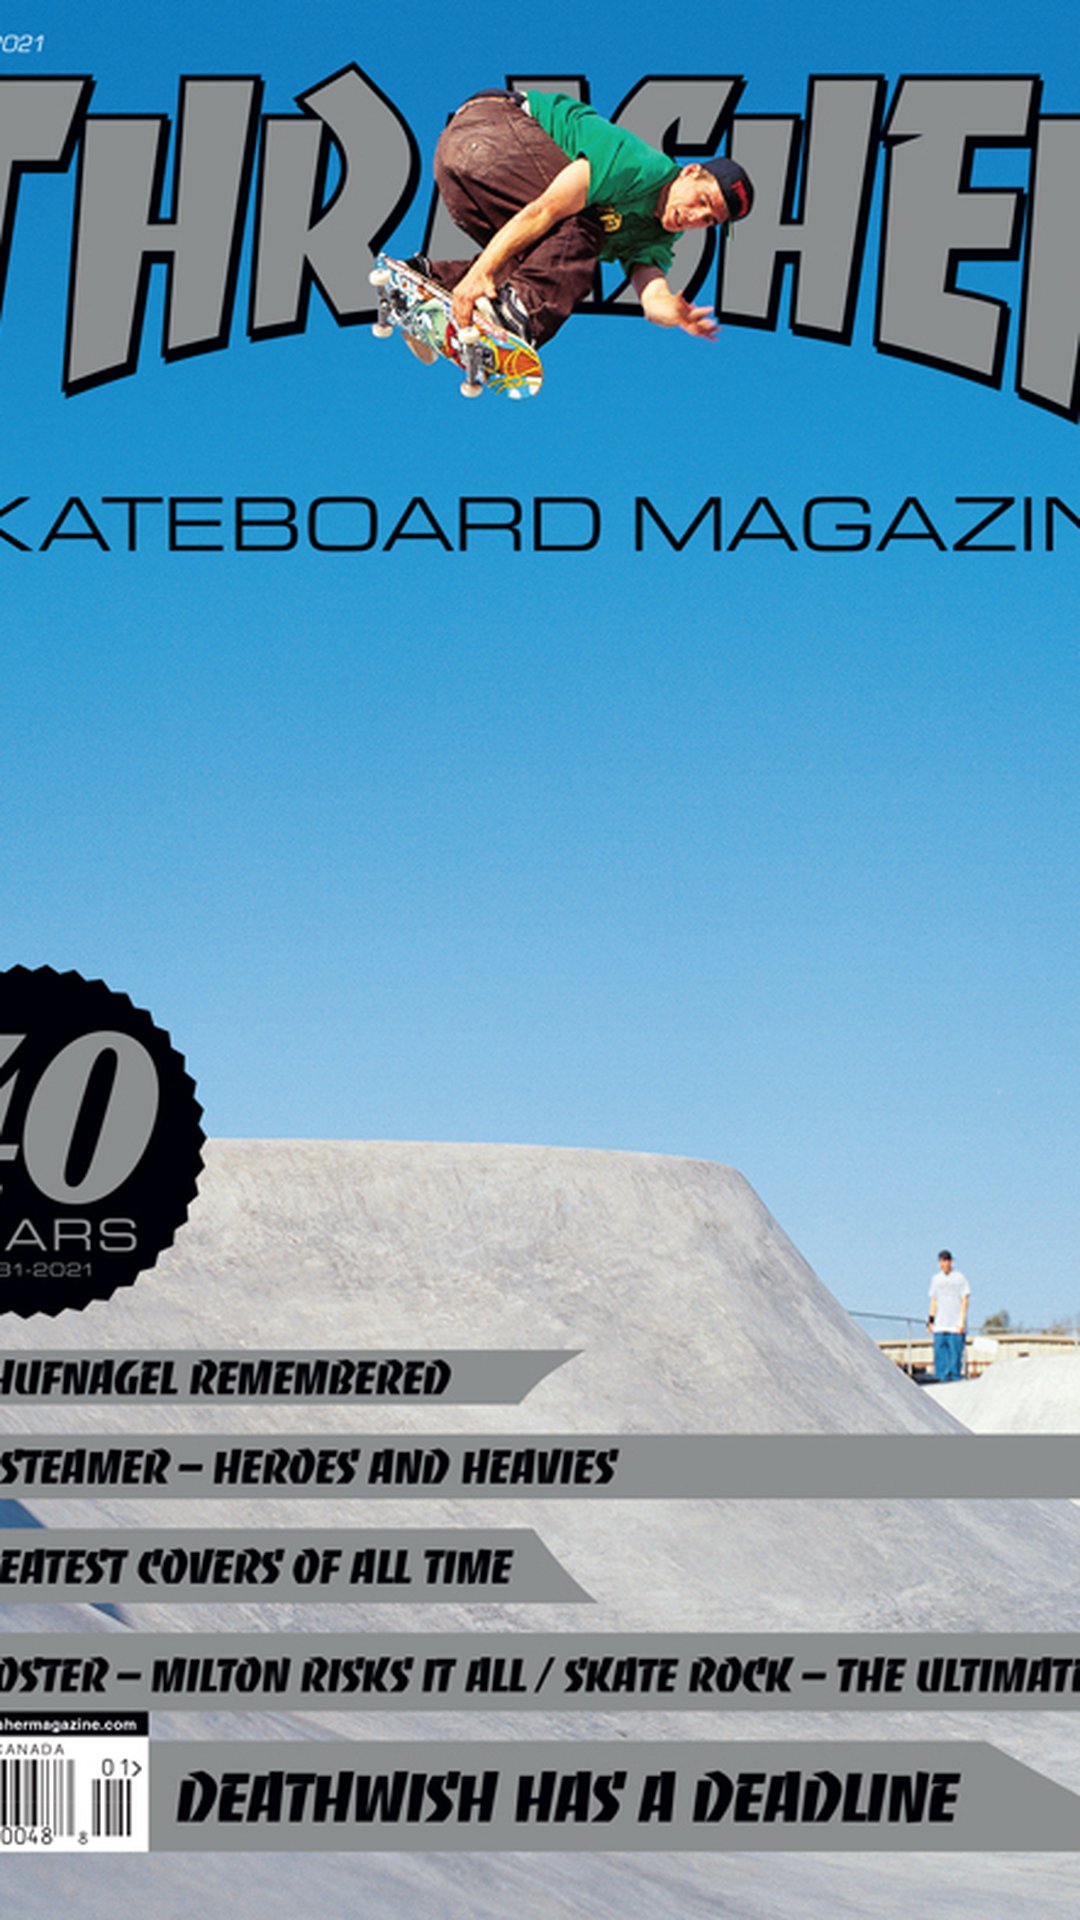 2021
THRASHER
KATEBOARD MAGAZIN
40
ARS
81-2021
HUFNAGEL REMEMBERED
STEAMER – HEROES AND HEAVIES
EATEST COVERS OF ALL TIME
OSTER – MILTON RISKS IT ALL / SKATE ROCK – THE ULTIMATE
shermagazine.com
CANADA
01>
0048 8
DEATHWISH HAS A DEADLINE